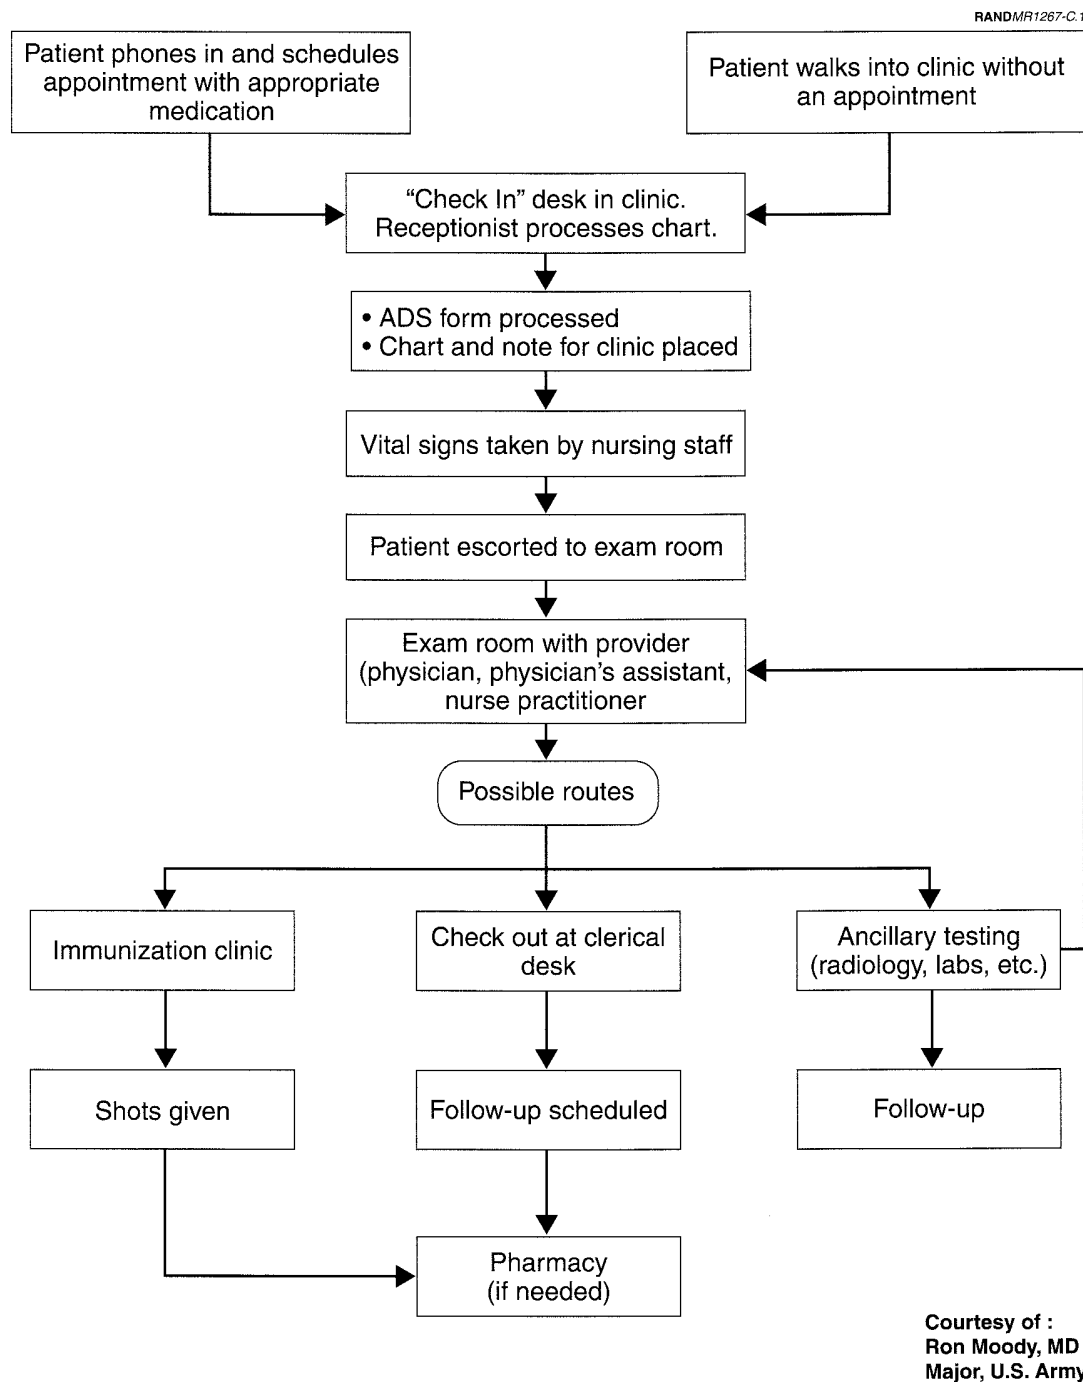 RANDMR1267-C.1
Patient phones in and schedules
appointment with appropriate
medication
Patient walks into clinic without
an appointment
“Check In” desk in clinic.
Receptionist processes chart.
• ADS form processed
• Chart and note for clinic placed
Vital signs taken by nursing staff
Patient escorted to exam room
Exam room with provider
(physician, physician’s assistant,
nurse practitioner
Possible routes
Immunization clinic
Check out at clerical
desk
Ancillary testing
(radiology, labs, etc.)
Shots given
Follow-up scheduled
Follow-up
Pharmacy
(if needed)
Courtesy of :
Ron Moody, MD
Major, U.S. Army